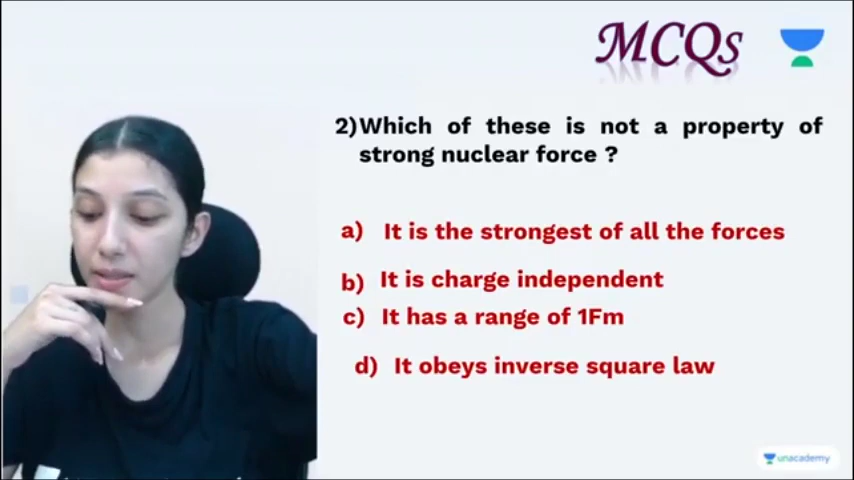 MCQs
2)Which of these is not a property of
strong nuclear force ?
a) It is the strongest of all the forces
b) It is charge independent
c) It has a range of 1Fm
d) It obeys inverse square law
unacademy